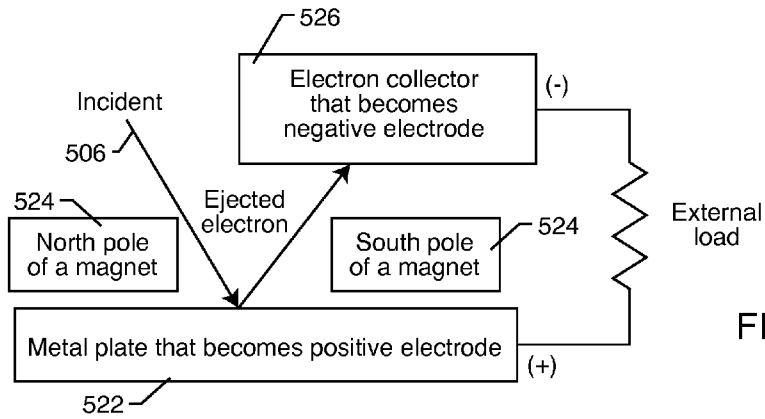 526
Electron collector
that becomes
negative electrode
(-)
Incident
506
524
Ejected
electron
North pole
of a magnet
South pole
of a magnet
524
External
load
Metal plate that becomes positive electrode
(+)
522
FI